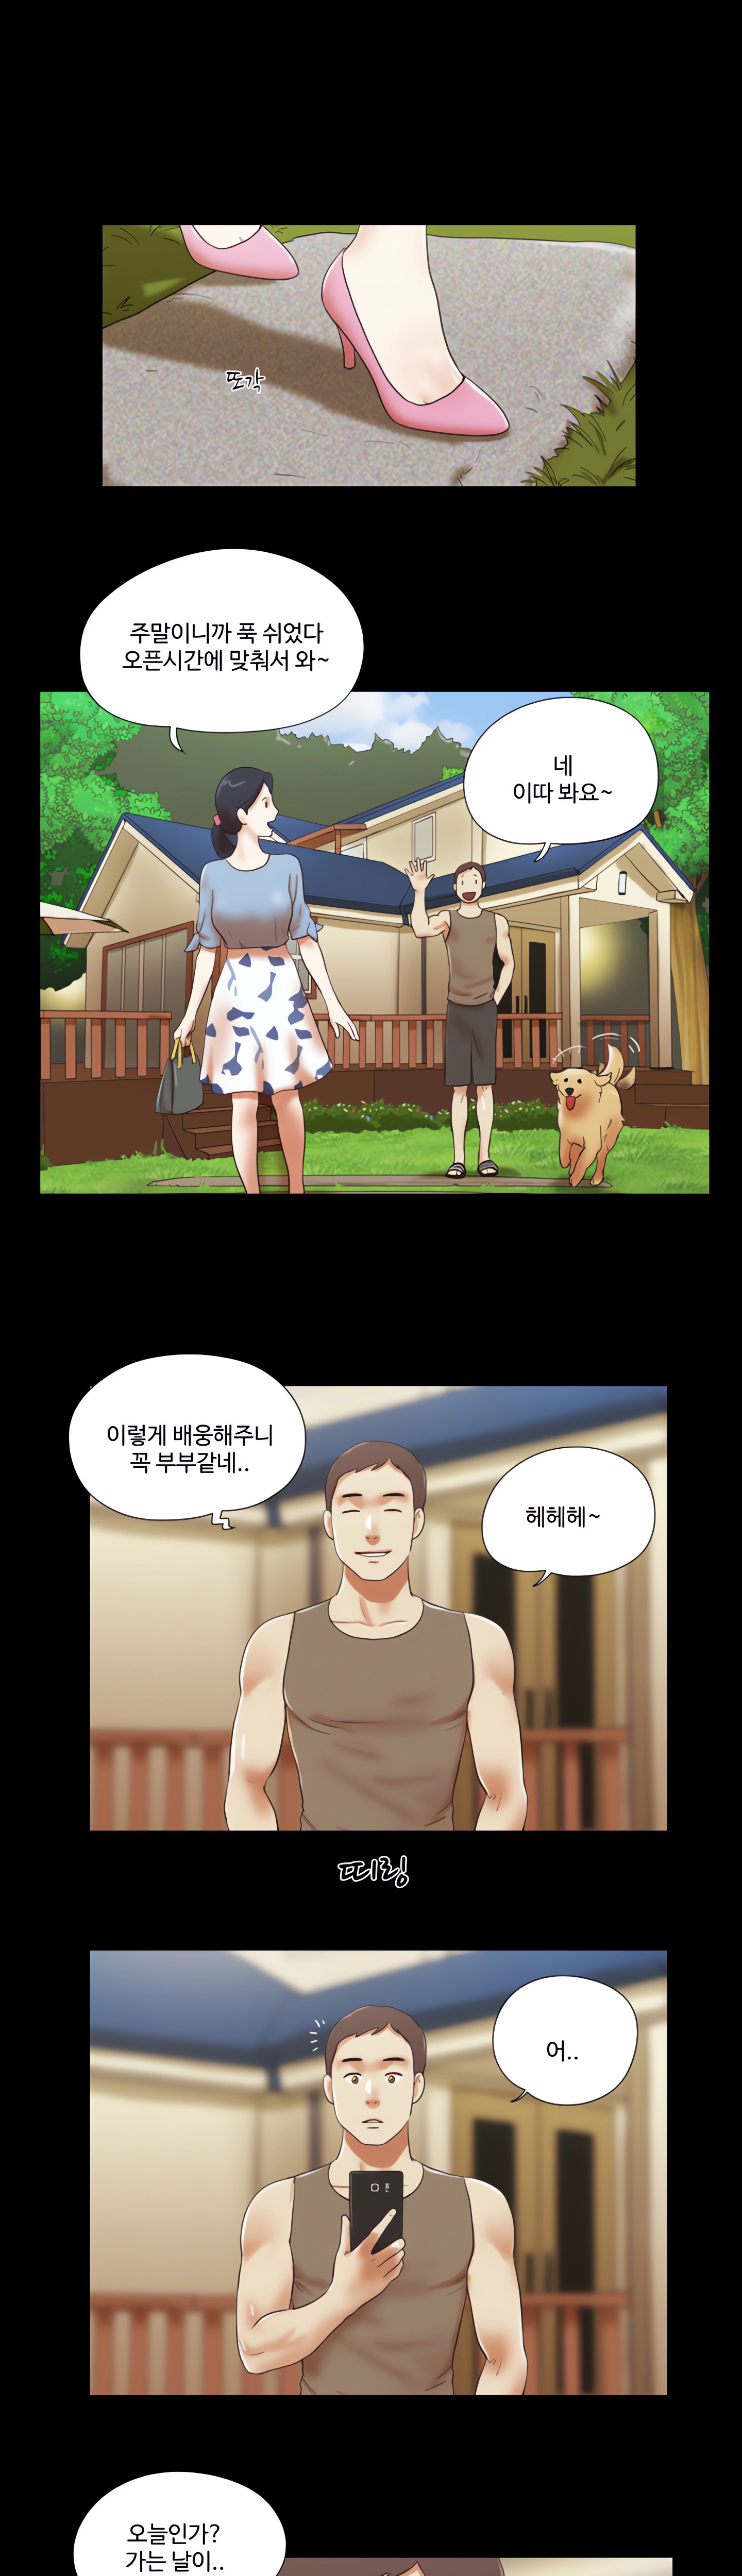 또각
주말이니까 푹 쉬었다
오픈시간에 맞춰서 와~
네
이따 봐요~
이렇게 배웅해주니
꼭 부부같네..
헤헤헤~
띠링
어..
오늘인가?
가는 날이..